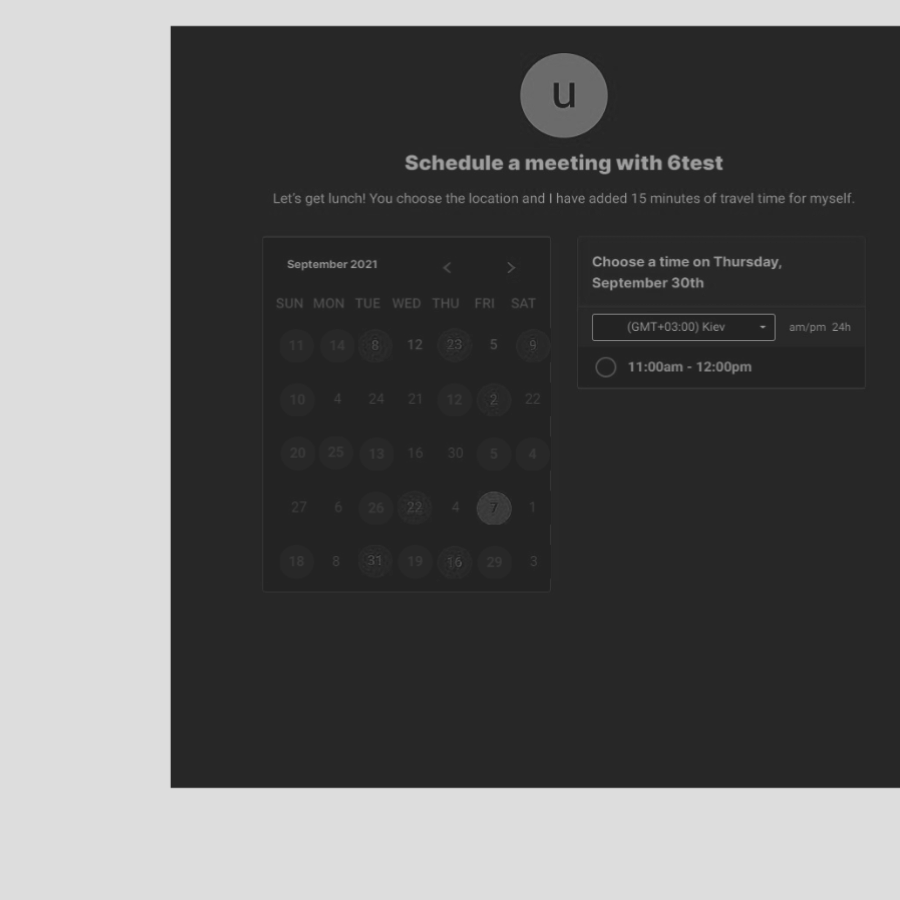 u
Schedule a meeting with 6test
Let's get lunch! You choose the location and I have added 15 minutes of travel time for myself.
September 2021 < >
SUN MON TUE WED THU FRI SAT
11 14 8 12 23 5 9
10 4 24 21 12 2 22
20 25 13 16 30 5 4
27 6 26 22 4 7 1
18 8 31 19 16 29 3
Choose a time on Thursday,
September 30th
(GMT+03:00) Kiev am/pm 24h
11:00am - 12:00pm